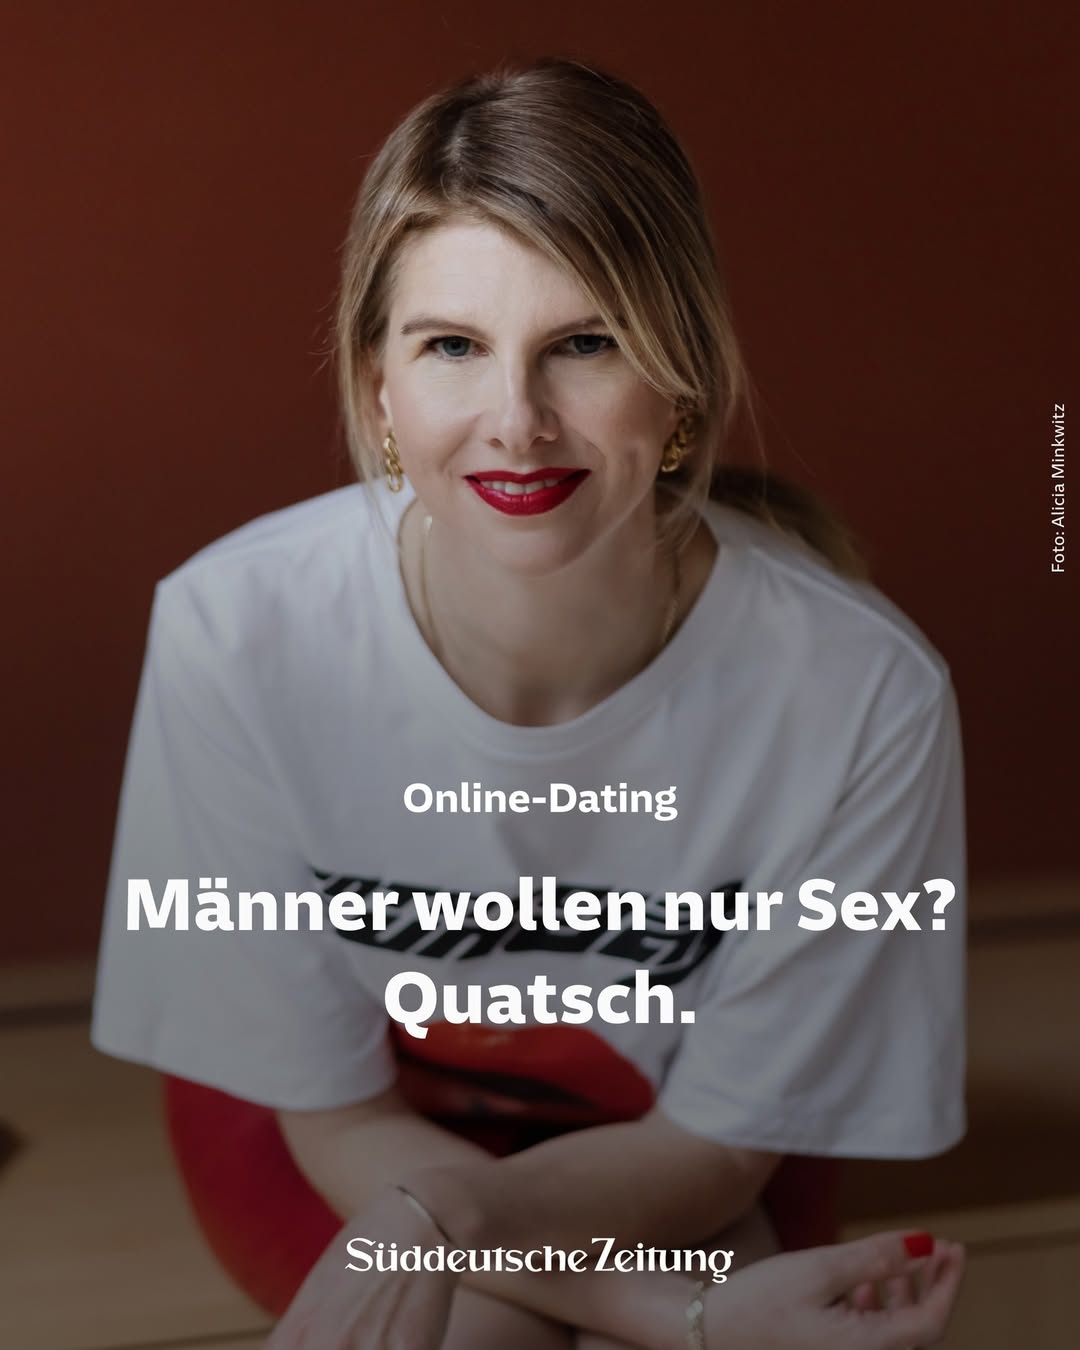 Foto: Alicia Minkwitz
Online-Dating
Männer wollen nur Sex?
Quatsch.
Süddeutsche Zeitung